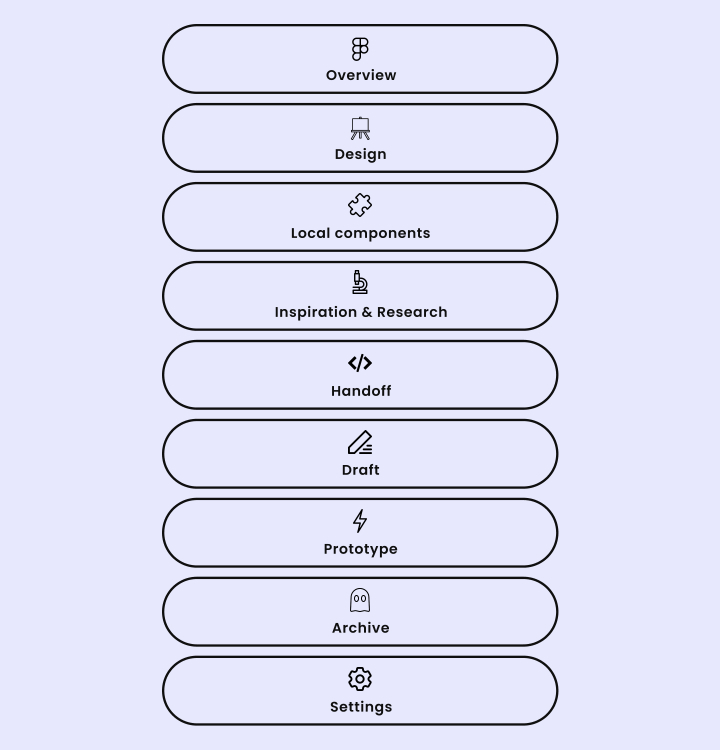 Overview
Design
Local components
Inspiration & Research
Handoff
Draft
Prototype
Archive
Settings